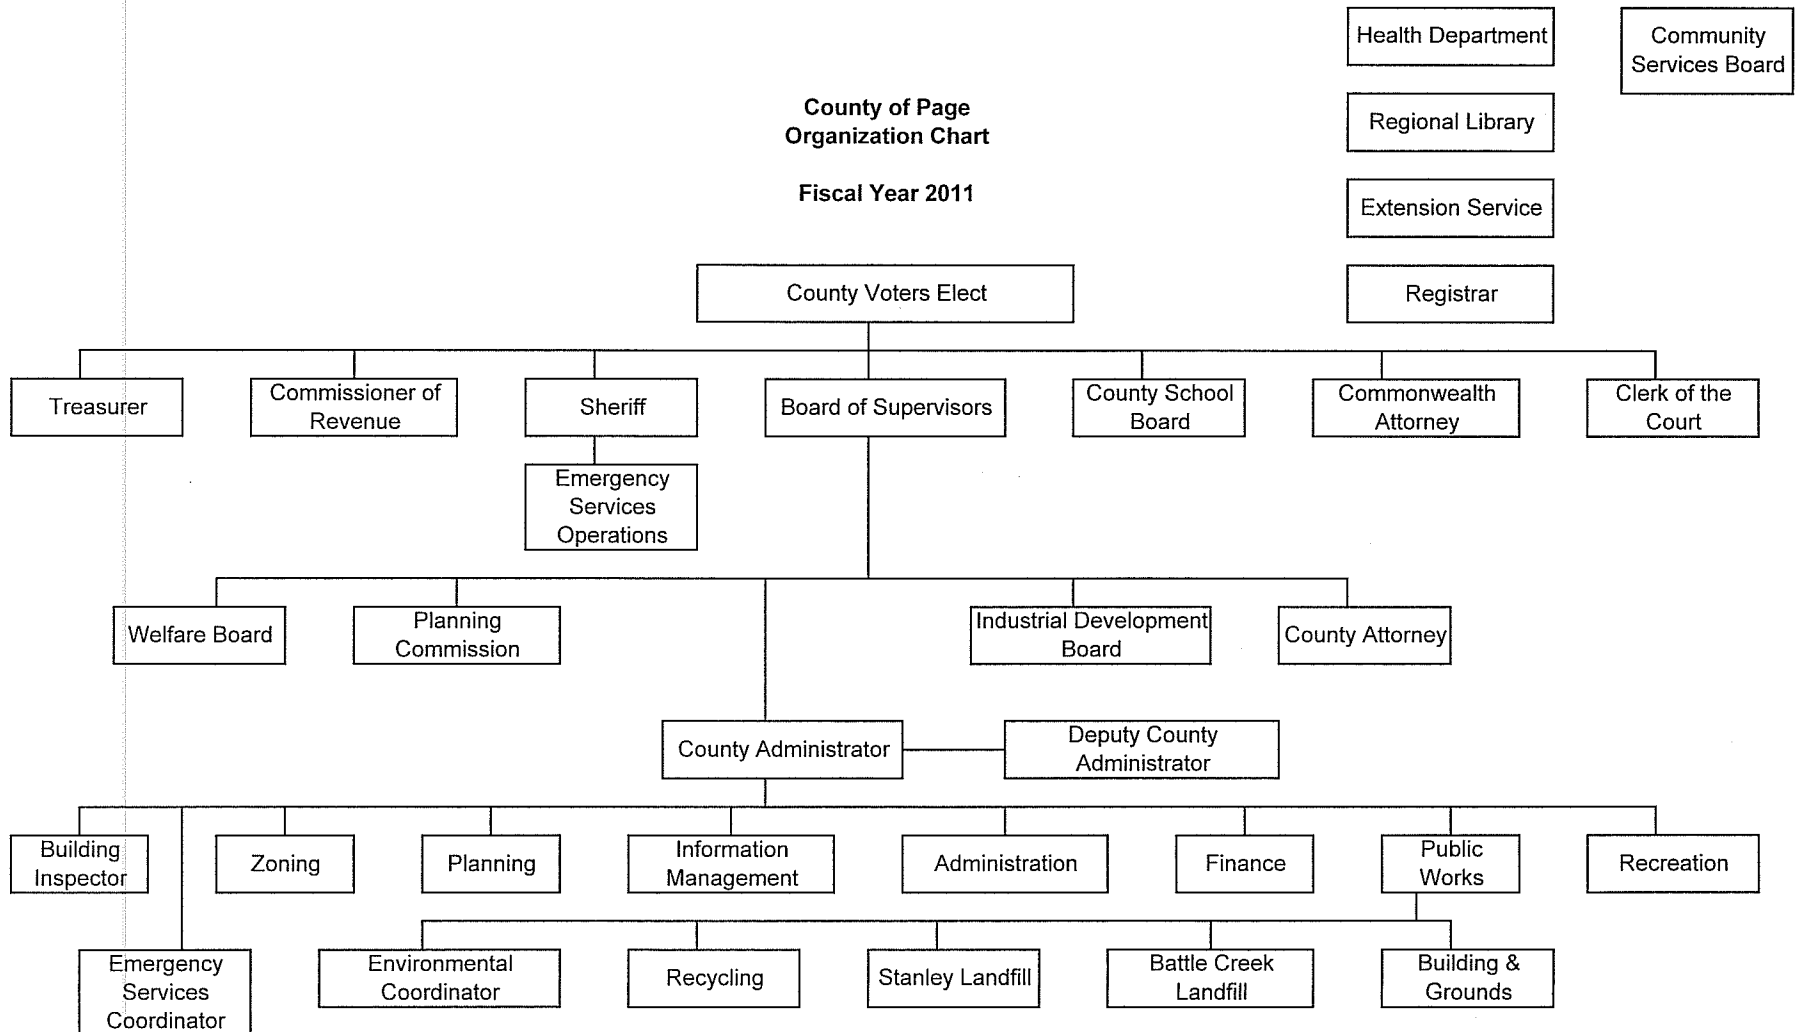 Health Department
Community
Services Board
County of Page
Organization Chart
Regional Library
Fiscal Year 2011
Extension Service
County Voters Elect
Registrar
Treasurer
Commissioner of
Revenue
Sheriff
Board of Supervisors
County School
Board
Commonwealth
Attorney
Clerk of the
Court
Emergency
Services
Operations
Welfare Board
Planning
Commission
Industrial Development
Board
County Attorney
County Administrator
Deputy County
Administrator
Building
Inspector
Zoning
Planning
Information
Management
Administration
Finance
Public
Works
Recreation
Emergency
Services
Coordinator
Environmental
Coordinator
Recycling
Stanley Landfill
Battle Creek
Landfill
Building &
Grounds